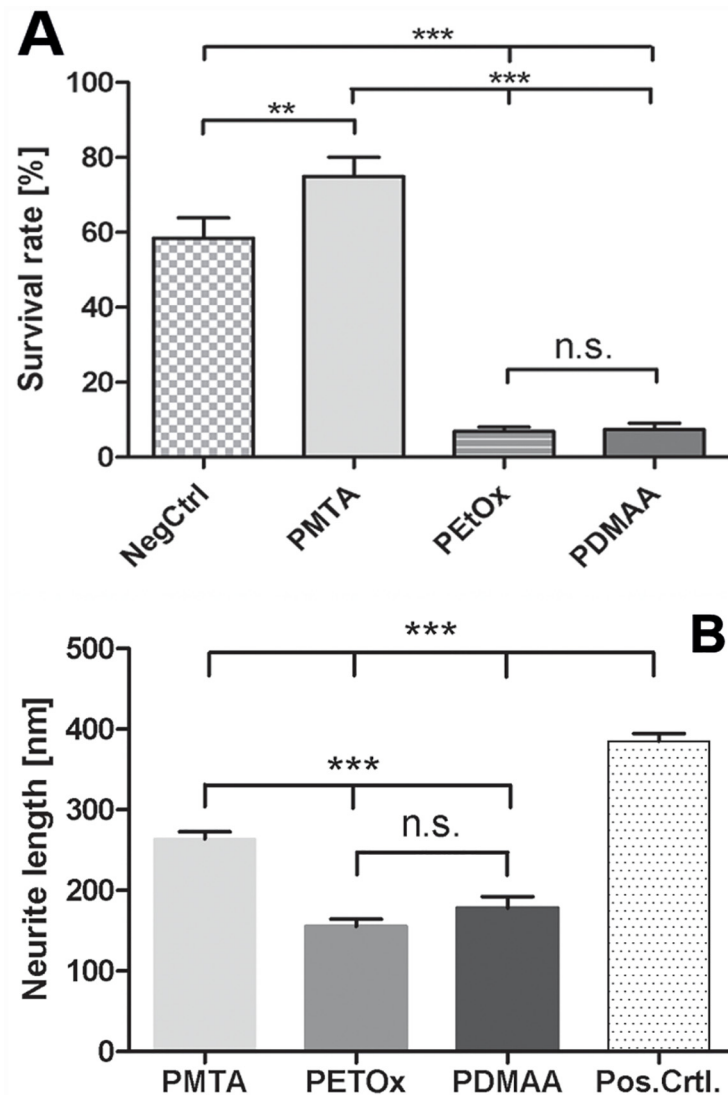 A
***
100
***
**
80
60
40
n.s.
20
0
Survival rate [%]
NegCtrl
PMTA
PEtOx
PDMAA
B
500
***
400
***
300
n.s.
200
100
0
Neurite length [nm]
PMTA PETOx PDMAA Pos.Crtl.